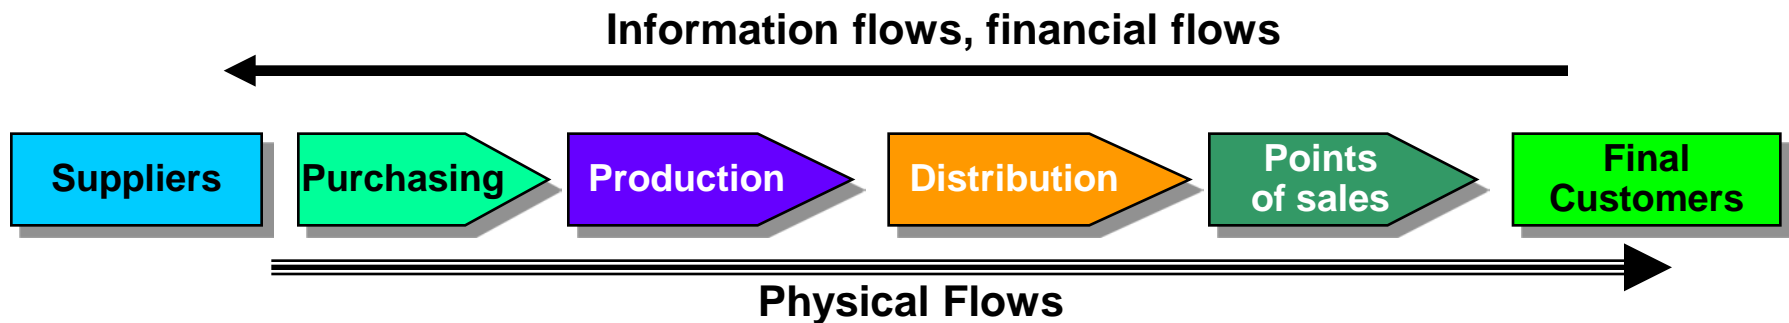 Information flows, financial flows
Suppliers
Purchasing
Production
Distribution
Points
of sales
Final
Customers
Physical Flows